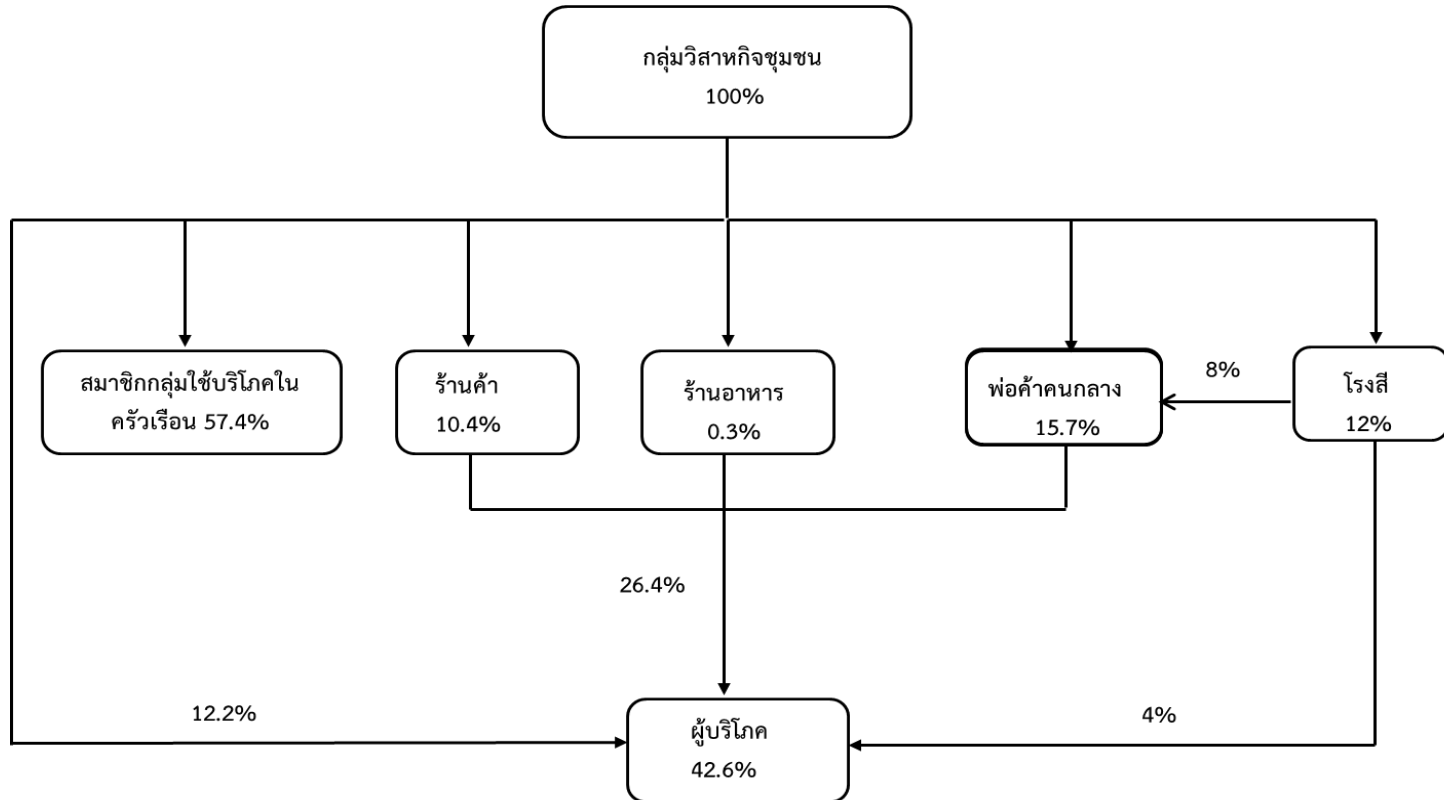 กลุ่มวิสาหกิจชุมชน
100%
สมาชิกกลุ่มใช้บริโภคใน
ครัวเรือน 57.4%
ร้านค้า
10.4%
ร้านอาหาร
0.3%
พ่อค้าคนกลาง
15.7%
8%
โรงสี
12%
26.4%
12.2%
4%
ผู้บริโภค
42.6%